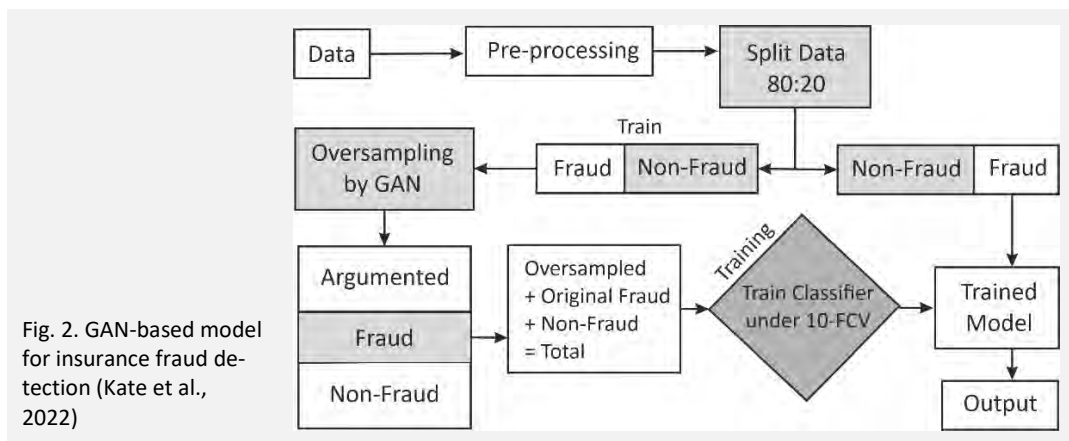 Data
Pre-processing
Split Data
80:20
Train
Oversampling
by GAN
Fraud
Non-Fraud
Non-Fraud
Fraud
Argumented
Fraud
Non-Fraud
Oversampled
+ Original Fraud
+ Non-Fraud
= Total
Training
Train Classifier
under 10-FCV
Trained
Model
Output
Fig. 2. GAN-based model
for insurance fraud de-
tection (Kate et al.,
2022)